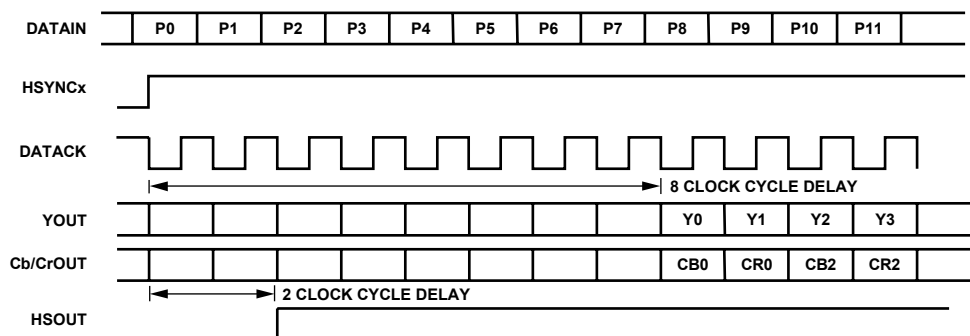 DATAIN P0 P1 P2 P3 P4 P5 P6 P7 P8 P9 P10 P11
HSYNCx
DATACK
8 CLOCK CYCLE DELAY
YOUT Y0 Y1 Y2 Y3
Cb/CrOUT CB0 CR0 CB2 CR2
2 CLOCK CYCLE DELAY
HSOUT